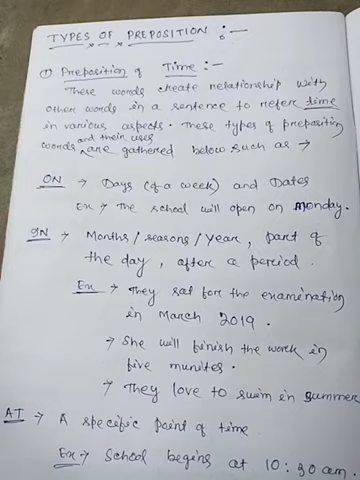 TYPES OF PREPOSITION :-
① Preposition of Time :-
These words create relationship with
other words in a sentence to refer time
in various aspects. These types of preposition
and their uses
words are gathered below such as →
ON → Days (of a week) and Dates
Ex → The school will open on Monday.
IN → Months / seasons / Year, part of
the day, after a period.
Ex → They sat for the examination
in March 2019.
→ She will finish the work in
five munites.
→ They love to swim in summer
AT → A specific point of time
Ex → School begins at 10:30 am.